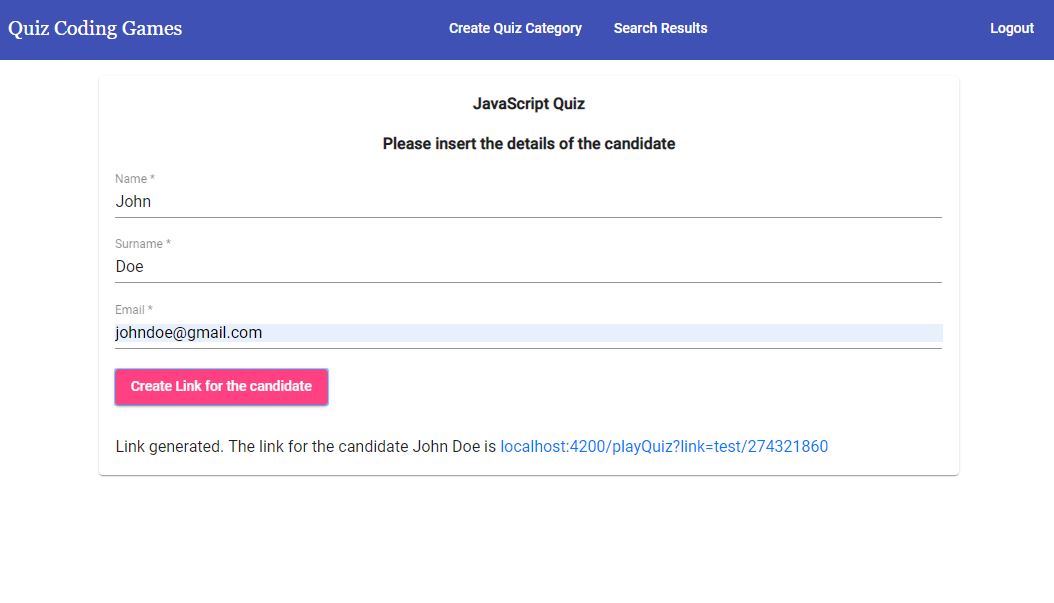 Quiz Coding Games Create Quiz Category Search Results Logout
JavaScript Quiz
Please insert the details of the candidate
Name *
John
Surname *
Doe
Email *
johndoe@gmail.com
Create Link for the candidate
Link generated. The link for the candidate John Doe is localhost:4200/playQuiz?link=test/274321860